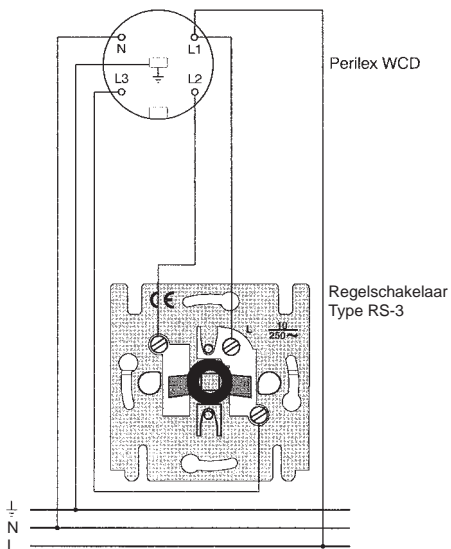 N L1
L3 L2
Perilex WCD
Regelschakelaar
Type RS-3
CE
L
10
250~
N
L